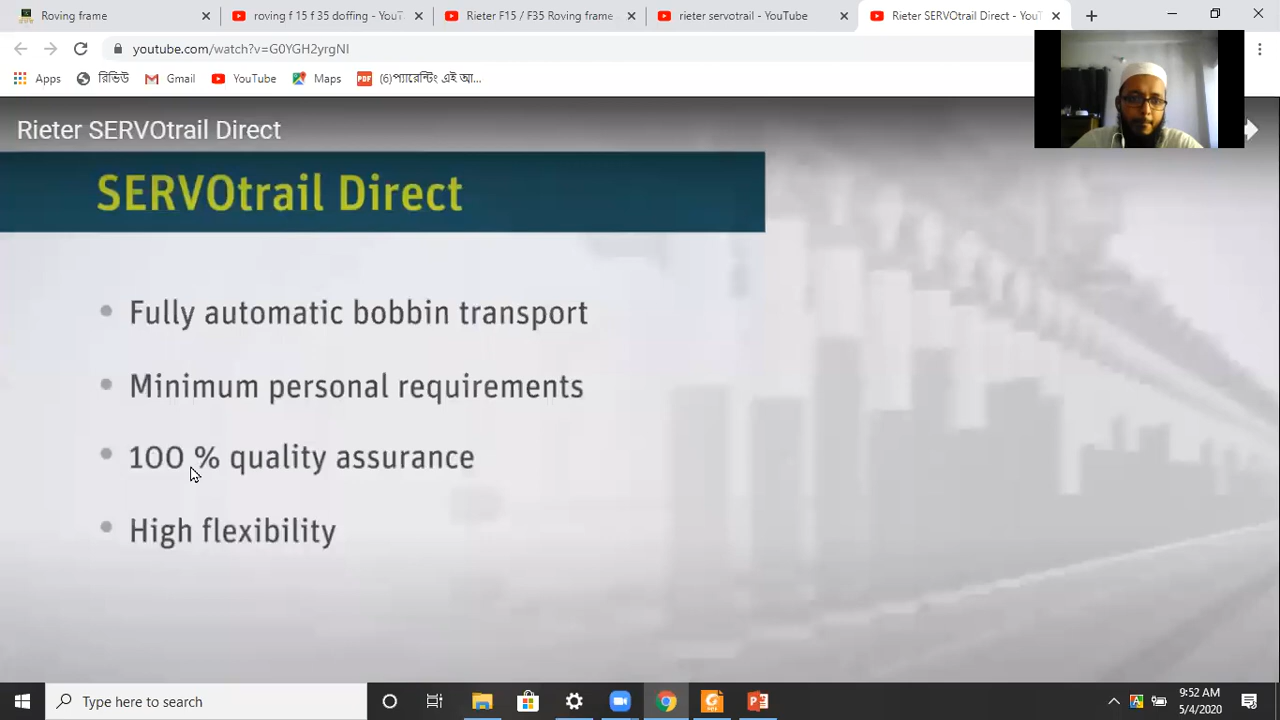 Roving frame
roving f 15 f 35 doffing - YouT
Rieter F15 / F35 Roving frame
rieter servotrail - YouTube
Rieter SERVOtrail Direct - YouT
youtube.com/watch?v=G0YGH2yrgNI
Apps
রিভিউ
Gmail
YouTube
Maps
PDF
(6)প্যারেন্টিং এই আ...
Rieter SERVOtrail Direct
SERVOtrail Direct
Fully automatic bobbin transport
Minimum personal requirements
100 % quality assurance
High flexibility
Type here to search
9:52 AM
5/4/2020